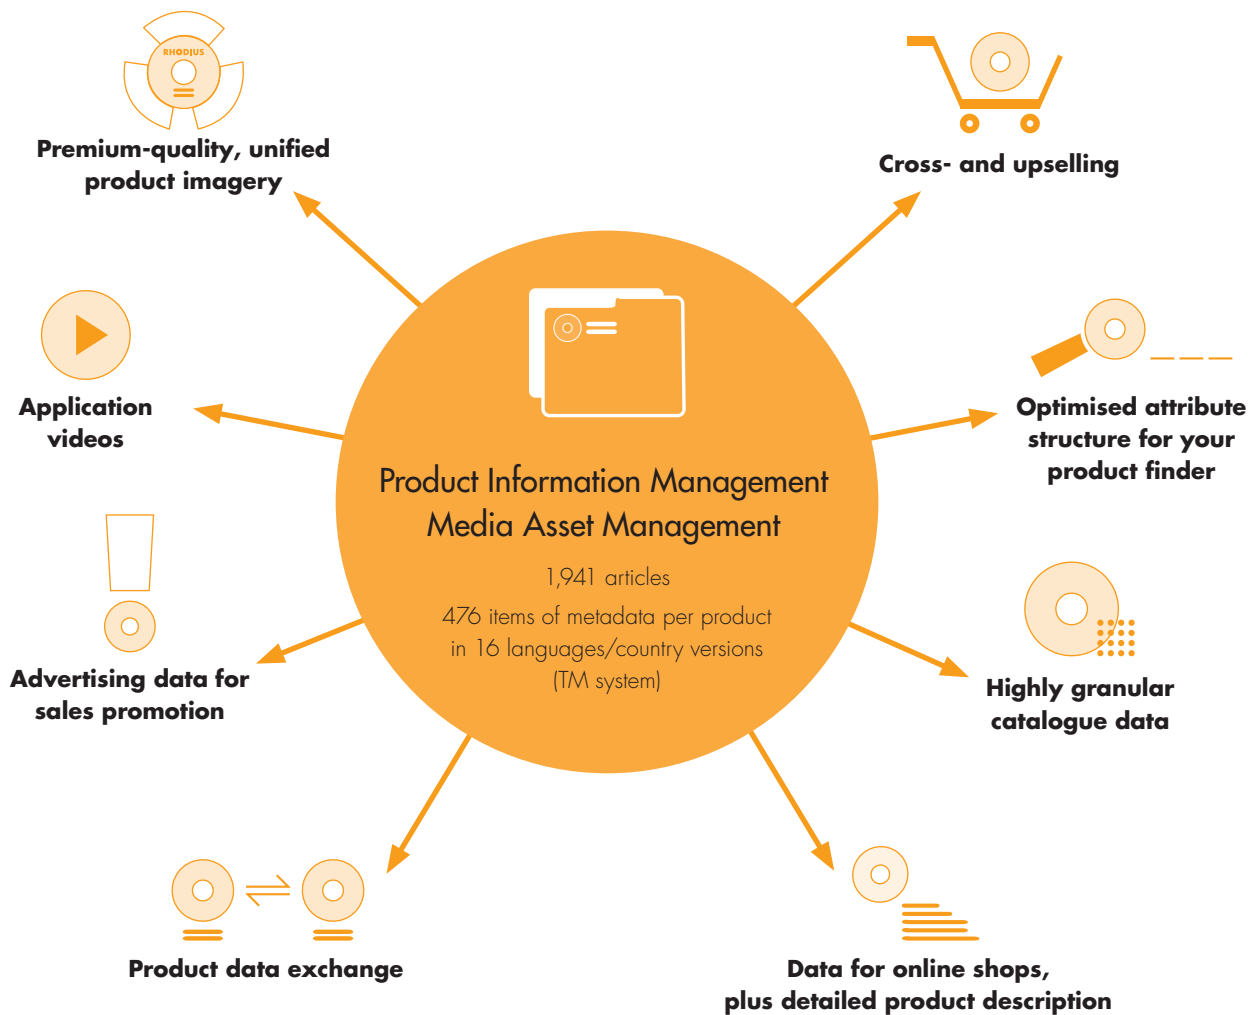 RHODIUS
Premium-quality, unified
product imagery
Cross- and upselling
Application
videos
Optimised attribute
structure for your
product finder
Product Information Management
Media Asset Management
1,941 articles
476 items of metadata per product
in 16 languages/country versions
(TM system)
Advertising data for
sales promotion
Highly granular
catalogue data
Product data exchange
Data for online shops,
plus detailed product description